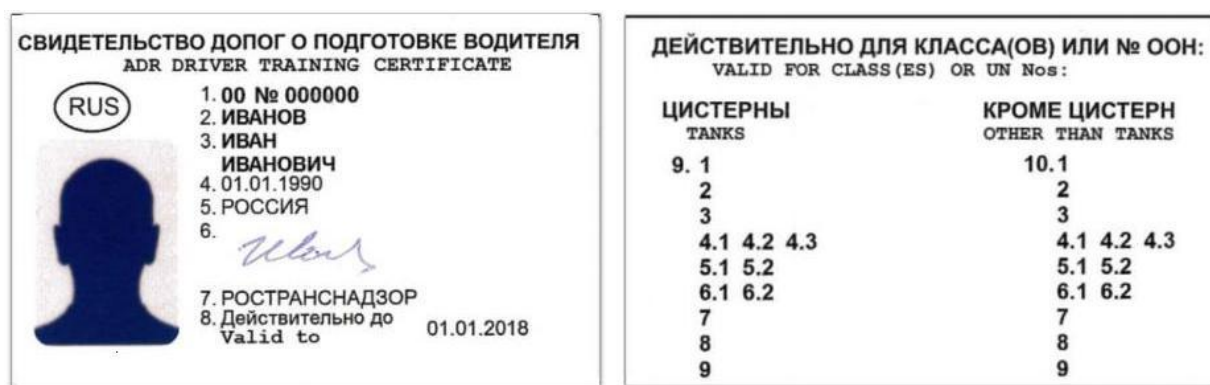 СВИДЕТЕЛЬСТВО ДОПОГ О ПОДГОТОВКЕ ВОДИТЕЛЯ
ADR DRIVER TRAINING CERTIFICATE
RUS
1. 00 № 000000
2. ИВАНОВ
3. ИВАН
ИВАНОВИЧ
4. 01.01.1990
5. РОССИЯ
6.
7. РОСТРАНСНАДЗОР
8. Действительно до
Valid to 01.01.2018
ДЕЙСТВИТЕЛЬНО ДЛЯ КЛАССА(ОВ) ИЛИ № ООН:
VALID FOR CLASS(ES) OR UN Nos:
ЦИСТЕРНЫ
TANKS
9. 1
2
3
4.1 4.2 4.3
5.1 5.2
6.1 6.2
7
8
9
КРОМЕ ЦИСТЕРН
OTHER THAN TANKS
10. 1
2
3
4.1 4.2 4.3
5.1 5.2
6.1 6.2
7
8
9